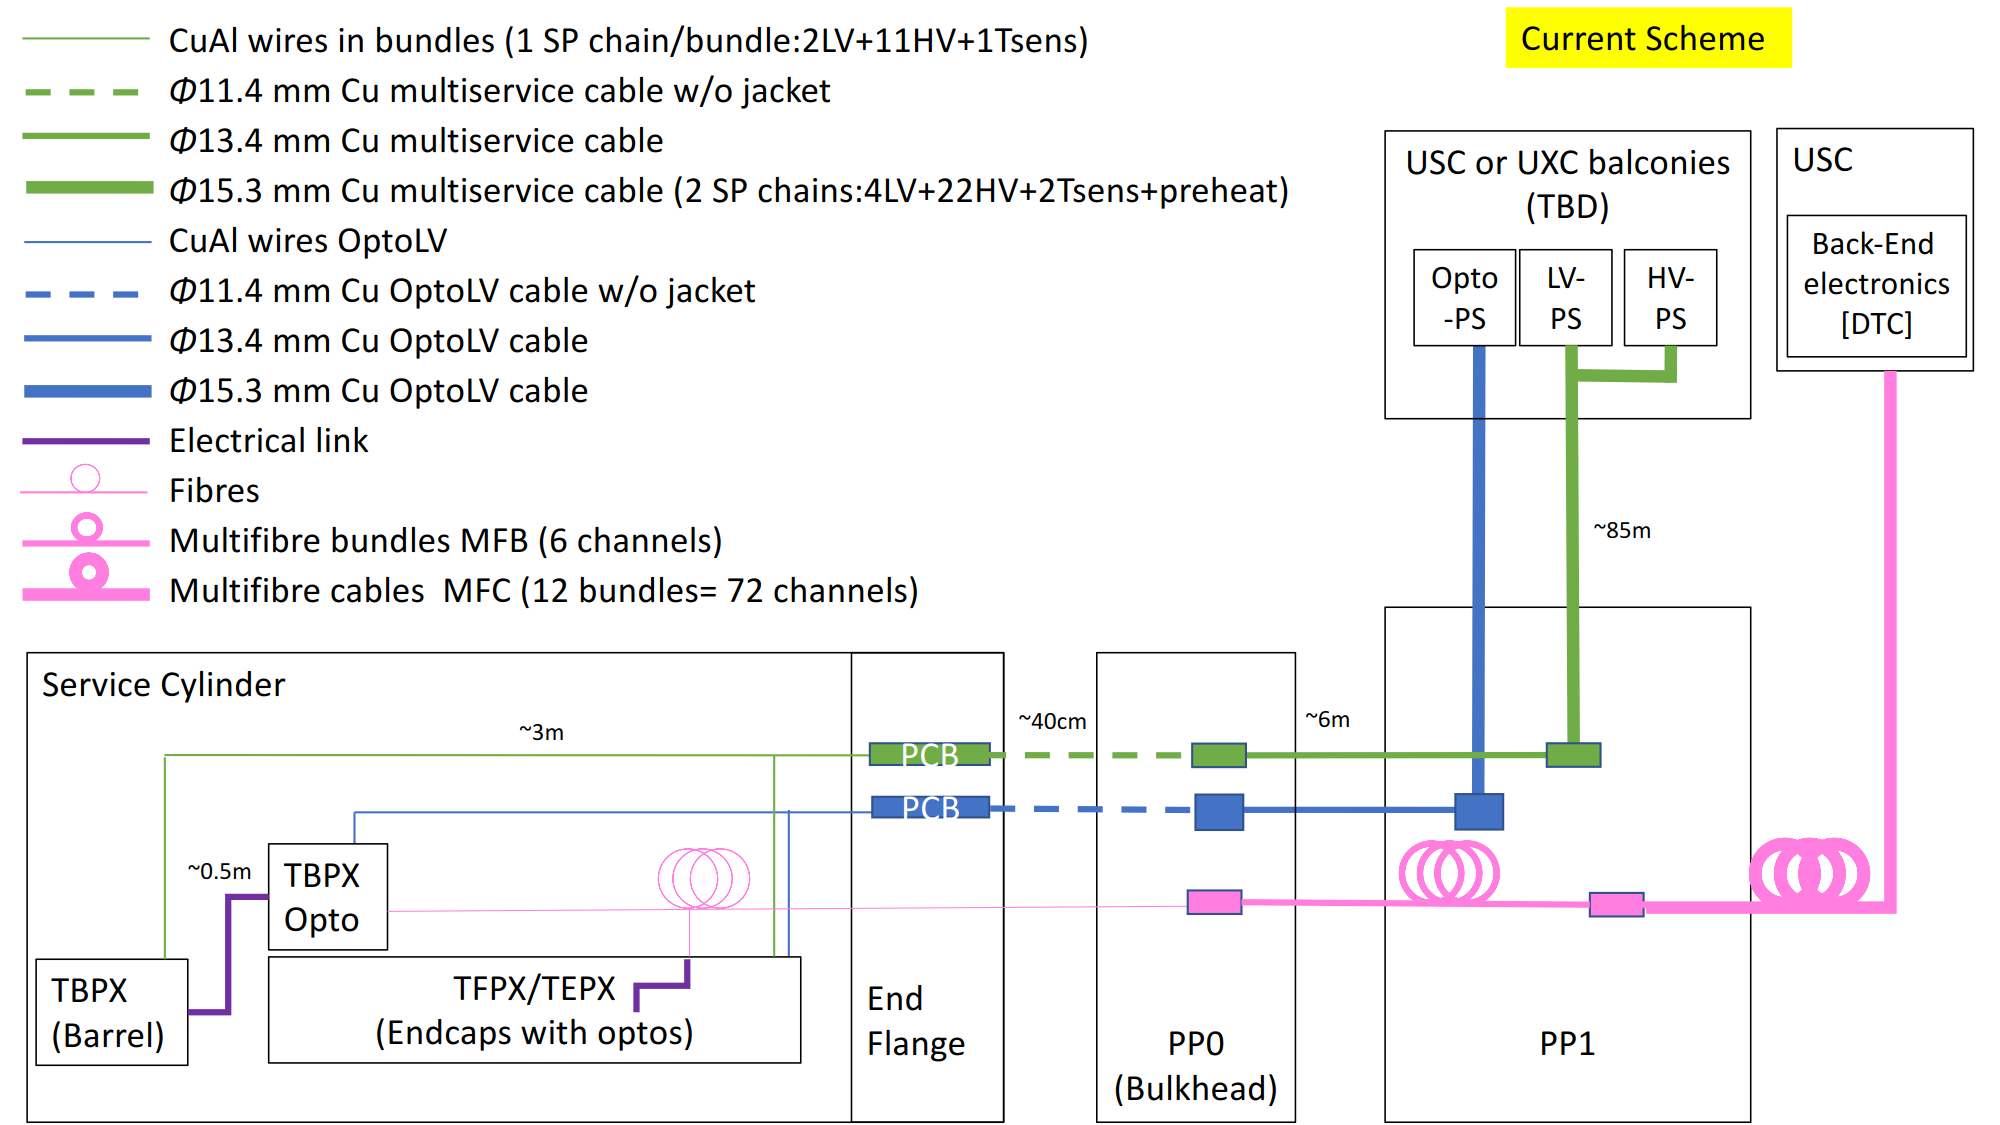 CuAl wires in bundles (1 SP chain/bundle:2LV+11HV+1Tsens)
Φ11.4 mm Cu multiservice cable w/o jacket
Φ13.4 mm Cu multiservice cable
Φ15.3 mm Cu multiservice cable (2 SP chains:4LV+22HV+2Tsens+preheat)
CuAl wires OptoLV
Φ11.4 mm Cu OptoLV cable w/o jacket
Φ13.4 mm Cu OptoLV cable
Φ15.3 mm Cu OptoLV cable
Electrical link
Fibres
Multifibre bundles MFB (6 channels)
Multifibre cables  MFC (12 bundles= 72 channels)
Current Scheme
USC or UXC balconies
(TBD)
Opto
-PS
LV-
PS
HV-
PS
USC
Back-End
electronics
[DTC]
~85m
Service Cylinder
~3m
PCB
PCB
~40cm
~6m
~0.5m
TBPX
Opto
TBPX
(Barrel)
TFPX/TEPX
(Endcaps with optos)
End
Flange
PP0
(Bulkhead)
PP1